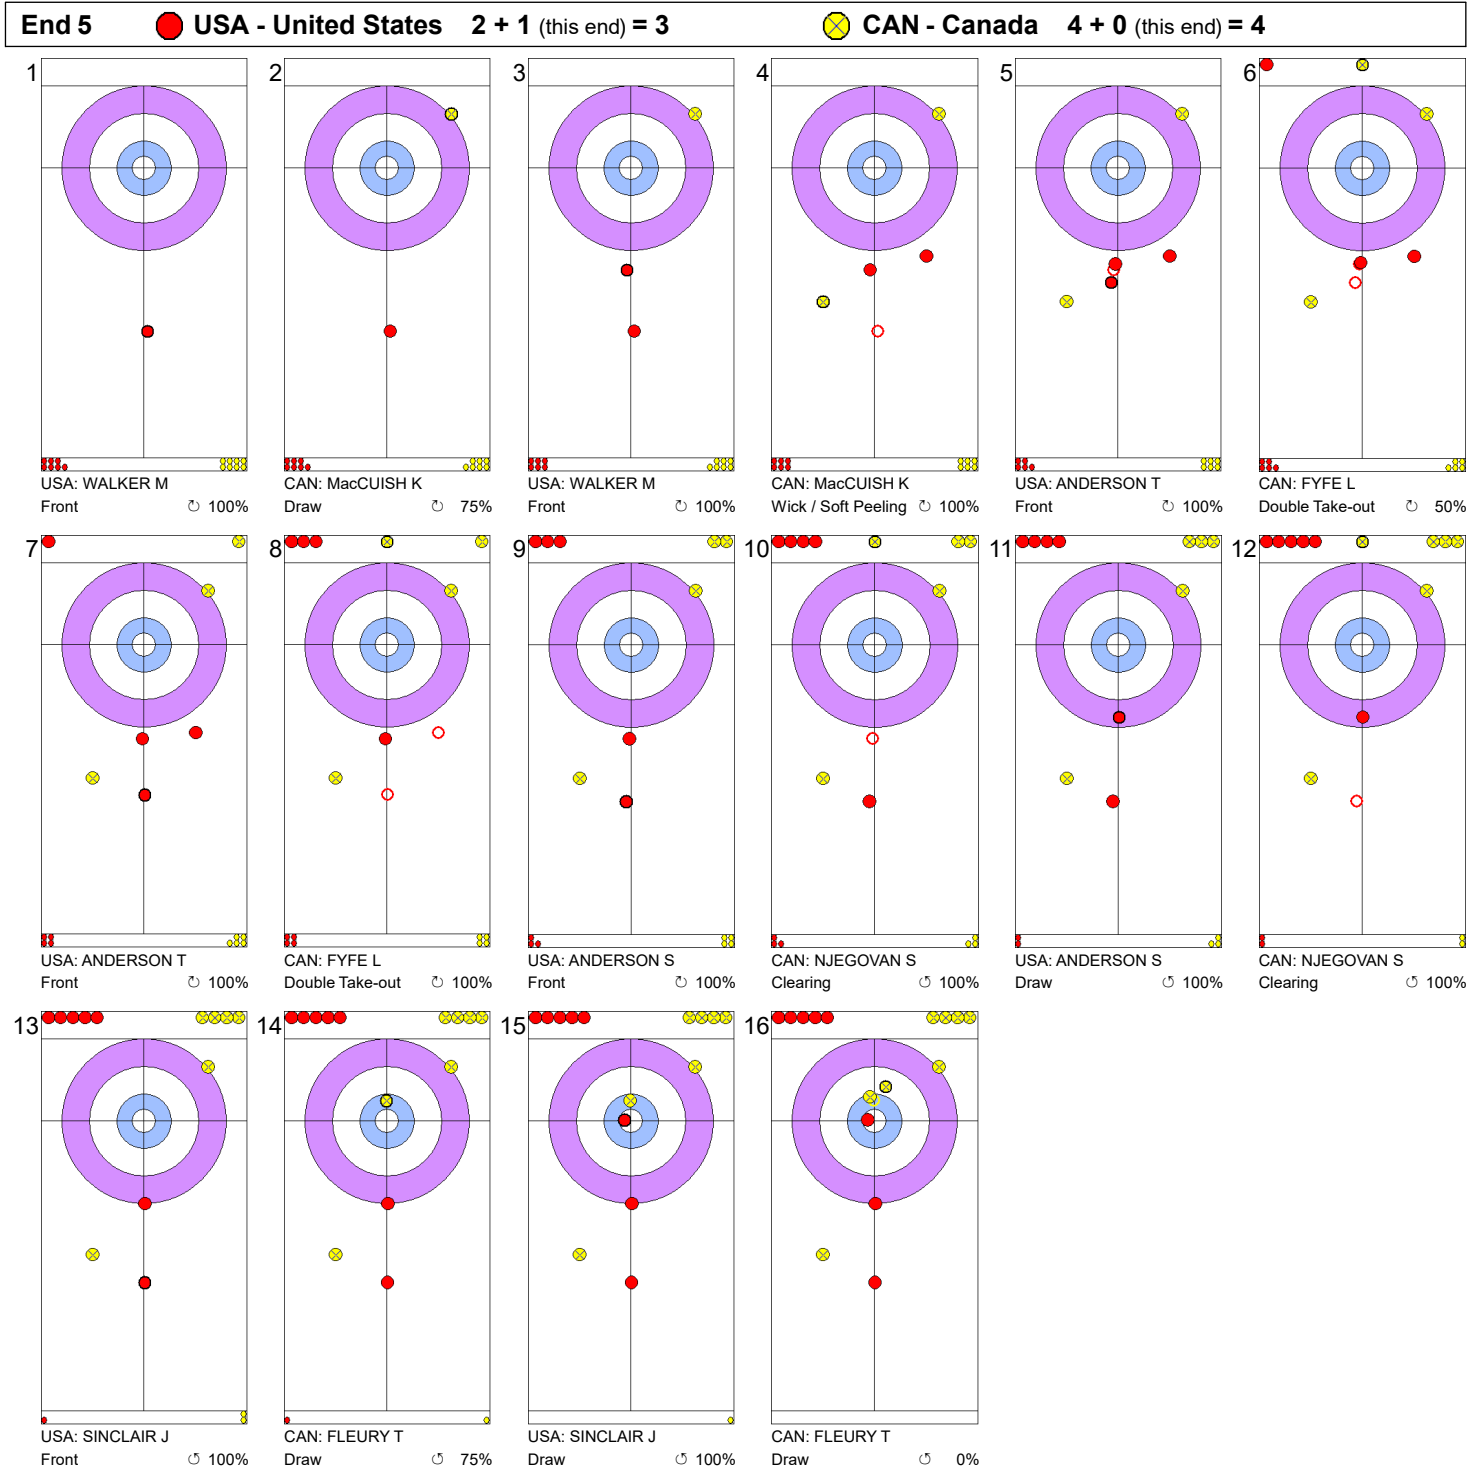 End 5 USA - United States 2 + 1 (this end) = 3 CAN - Canada 4 + 0 (this end) = 4
1 2 3 4 5 6
USA: WALKER M CAN: MacCUISH K USA: WALKER M CAN: MacCUISH K USA: ANDERSON T CAN: FYFE L
Front ↻ 100% Draw ↻ 75% Front ↻ 100% Wick / Soft Peeling ↻ 100% Front ↻ 100% Double Take-out ↻ 50%
7 8 9 10 11 12
USA: ANDERSON T CAN: FYFE L USA: ANDERSON S CAN: NJEGOVAN S USA: ANDERSON S CAN: NJEGOVAN S
Front ↻ 100% Double Take-out ↻ 100% Front ↻ 100% Clearing ↺ 100% Draw ↺ 100% Clearing ↻ 100%
13 14 15 16
USA: SINCLAIR J CAN: FLEURY T USA: SINCLAIR J CAN: FLEURY T
Front ↺ 100% Draw ↺ 75% Draw ↺ 100% Draw ↺ 0%